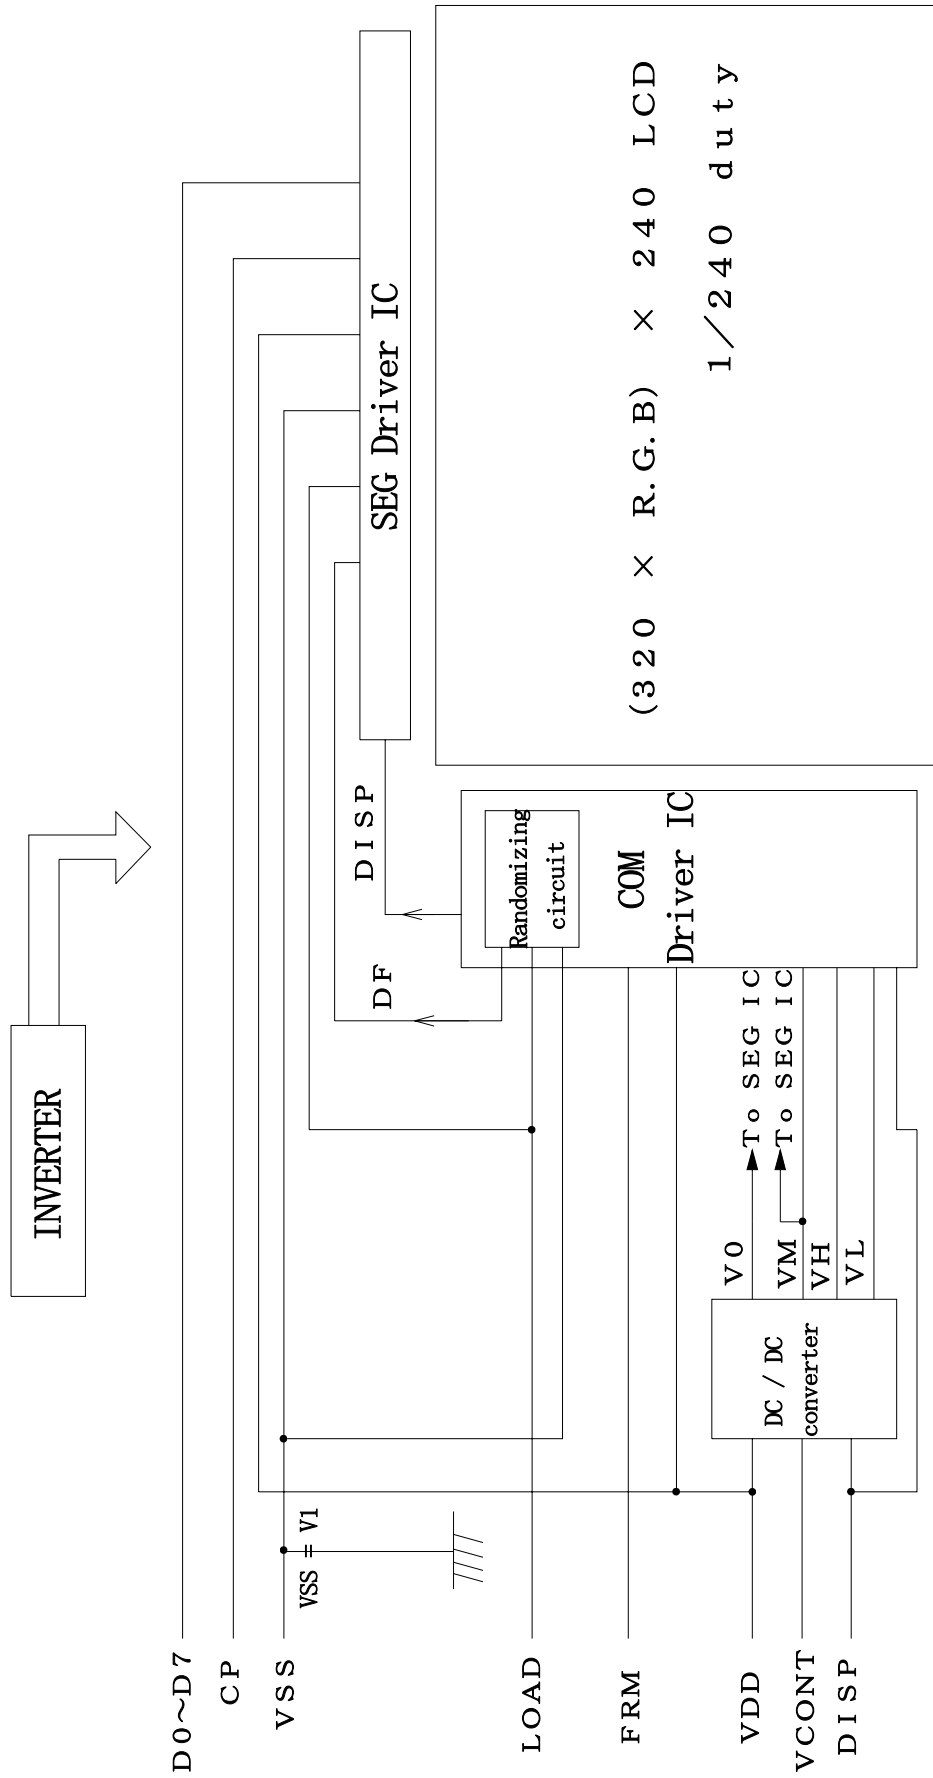 INVERTER
D0~D7
CP
VSS
VSS = V1
LOAD
FRM
VDD
VCONT
DISP
DC / DC
converter
V0
VM
VH
VL
To SEG IC
To SEG IC
DF
DISP
Randomizing
circuit
COM
Driver IC
SEG Driver IC
(320 × R.G.B) × 240 LCD
1/240 duty